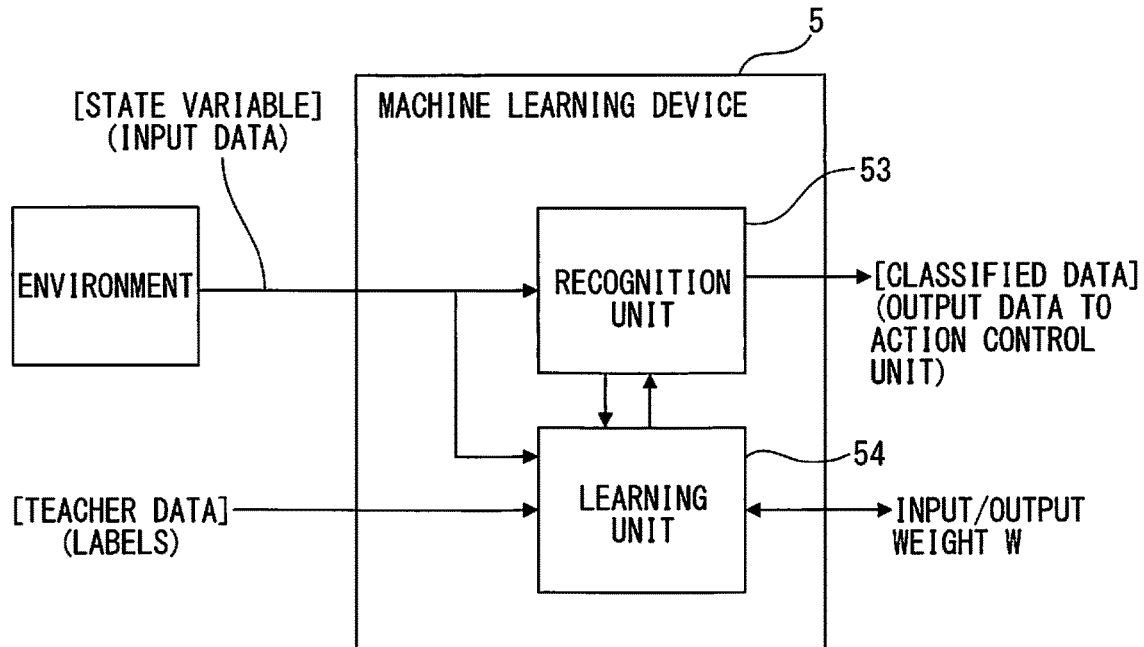 5
MACHINE LEARNING DEVICE
[STATE VARIABLE]
(INPUT DATA)
53
ENVIRONMENT
RECOGNITION
UNIT
[CLASSIFIED DATA]
(OUTPUT DATA TO
ACTION CONTROL
UNIT)
54
[TEACHER DATA]
(LABELS)
LEARNING
UNIT
INPUT/OUTPUT
WEIGHT W